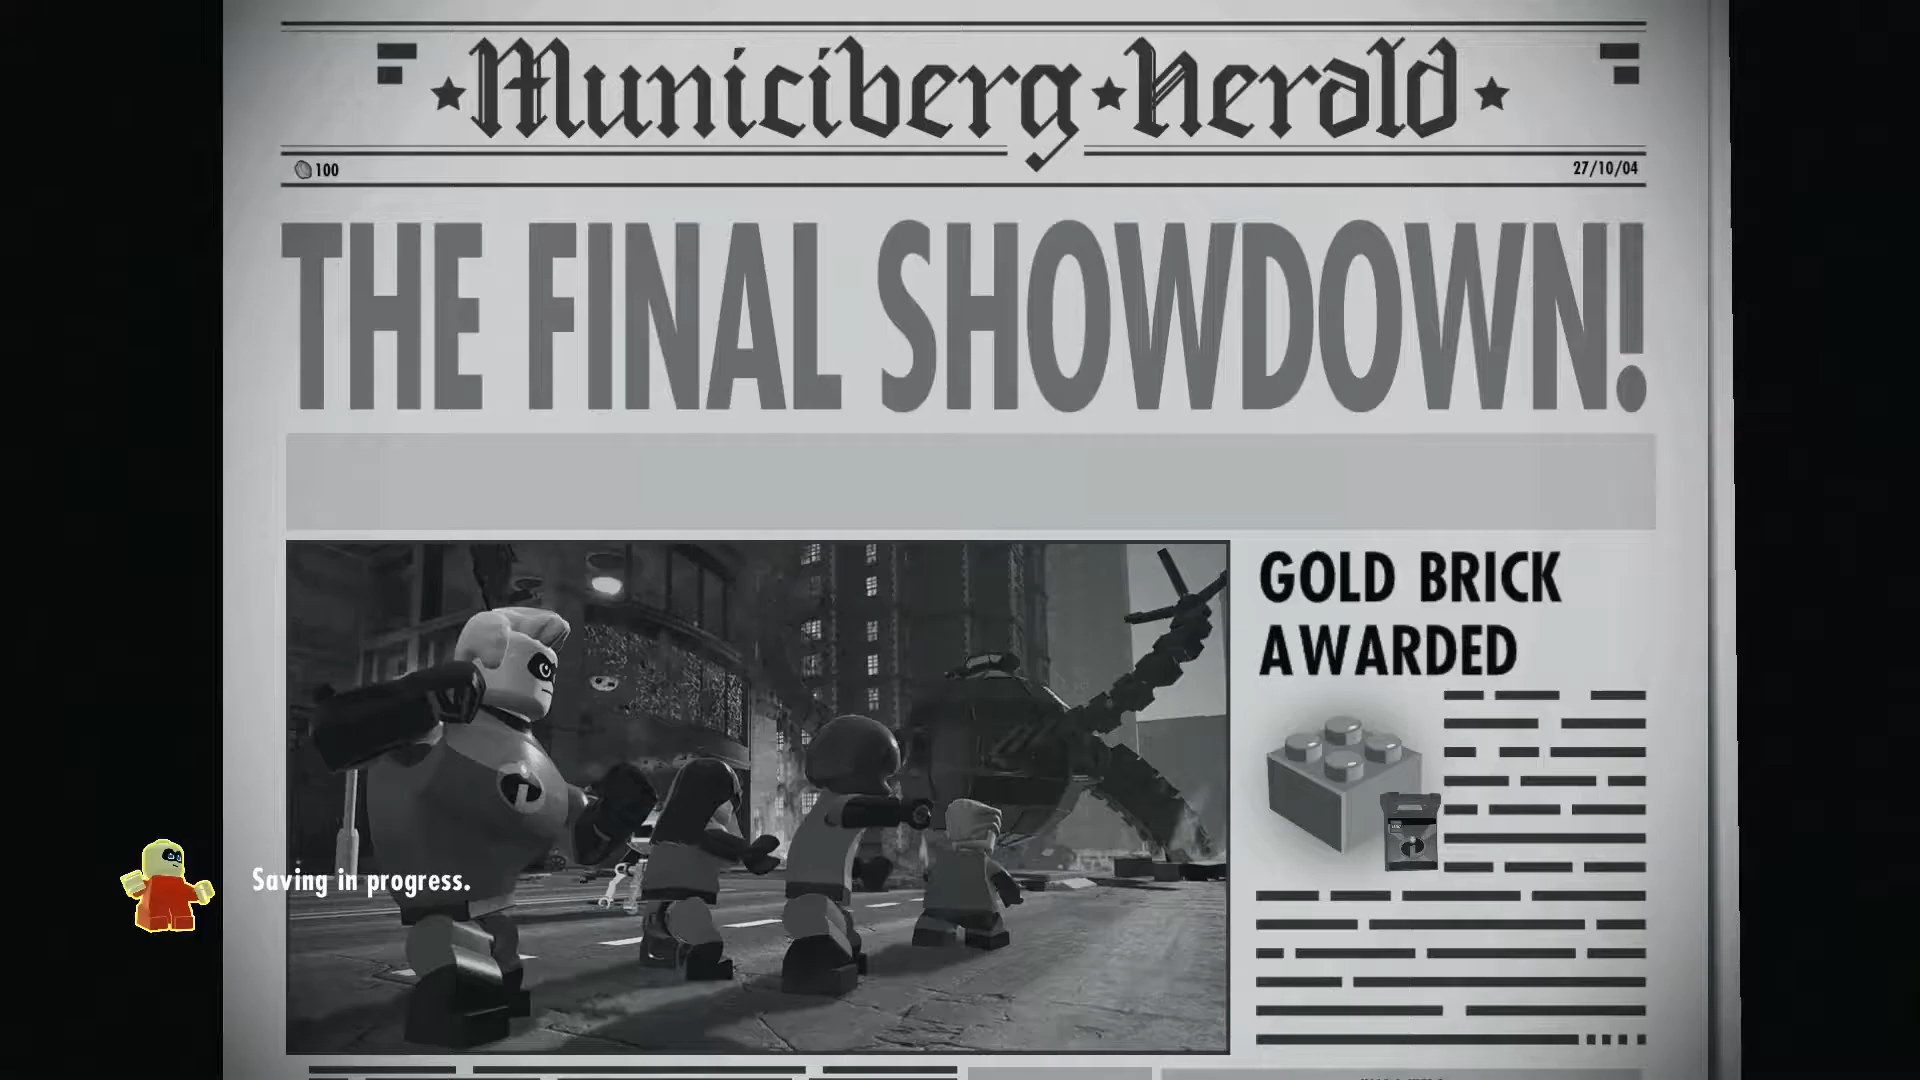 Municiberg Herald
100
27/10/04
THE FINAL SHOWDOWN!
GOLD BRICK
AWARDED
Saving in progress.